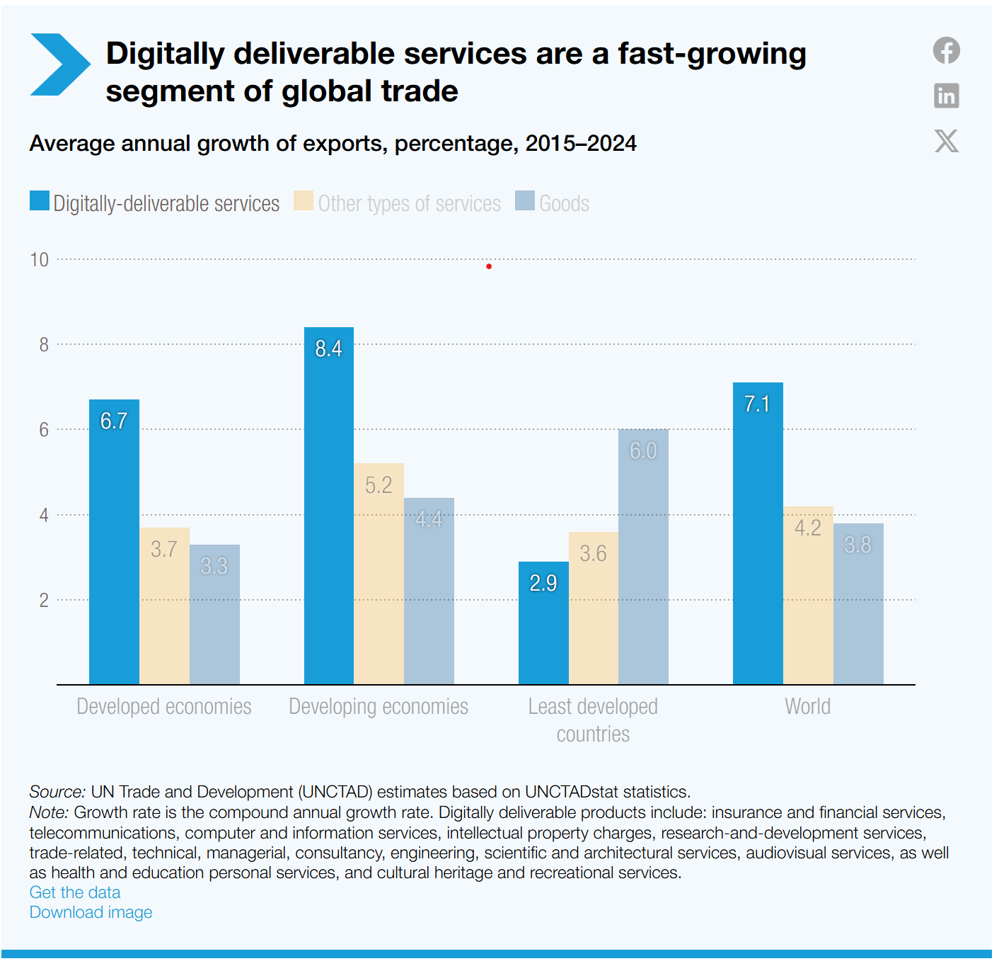 Digitally deliverable services are a fast-growing
segment of global trade
Average annual growth of exports, percentage, 2015–2024
Digitally-deliverable services Other types of services Goods
10
8
6
4
2
6.7
3.7
3.3
8.4
5.2
4.4
2.9
3.6
6.0
7.1
4.2
3.8
Developed economies
Developing economies
Least developed
countries
World
Source: UN Trade and Development (UNCTAD) estimates based on UNCTADstat statistics.
Note: Growth rate is the compound annual growth rate. Digitally deliverable products include: insurance and financial services,
telecommunications, computer and information services, intellectual property charges, research-and-development services,
trade-related, technical, managerial, consultancy, engineering, scientific and architectural services, audiovisual services, as well
as health and education personal services, and cultural heritage and recreational services.
Get the data
Download image